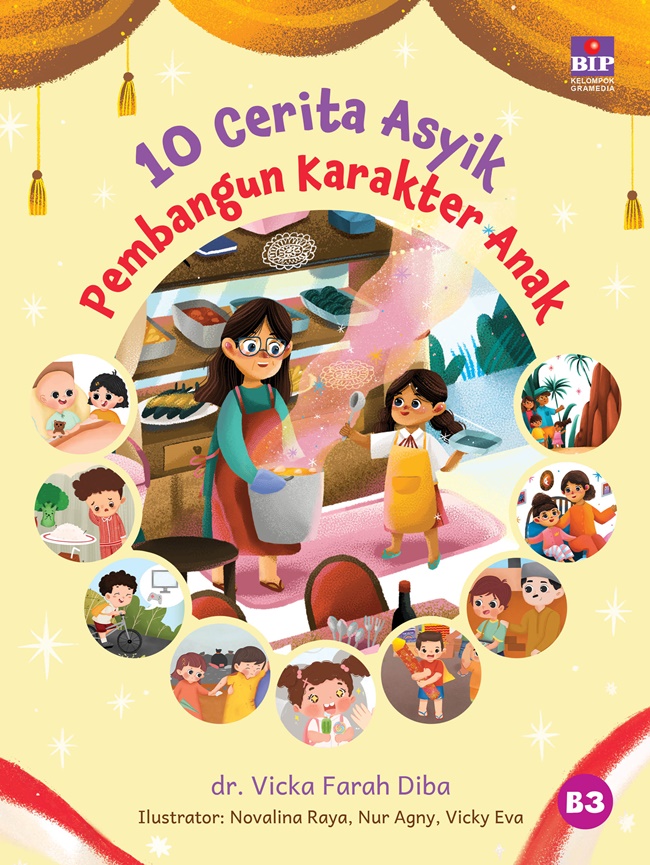 BIP
KELOMPOK
GRAMEDIA
10 Cerita Asyik
Pembangun Karakter Anak
dr. Vicka Farah Diba
Ilustrator: Novalina Raya, Nur Agny, Vicky Eva
B3